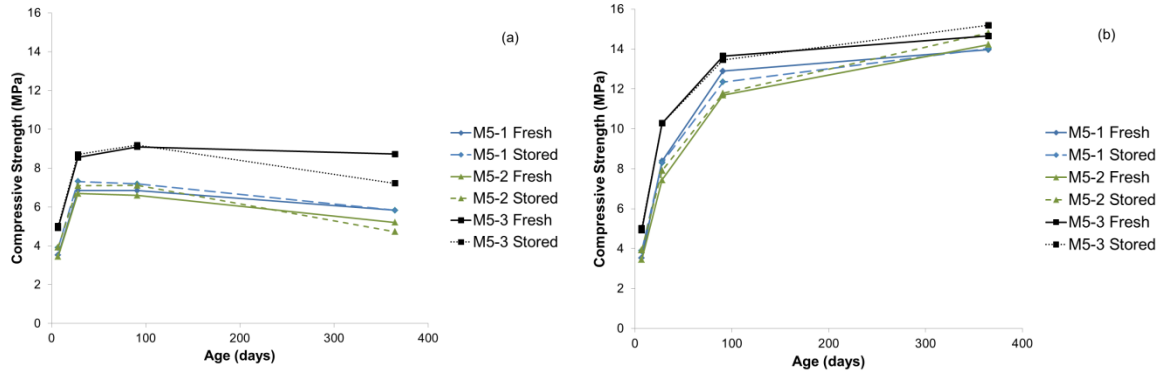 16
14
12
10
8
6
4
2
0
Compressive Strength (MPa)
0 100 200 300 400
Age (days)
(a)
M5-1 Fresh
M5-1 Stored
M5-2 Fresh
M5-2 Stored
M5-3 Fresh
M5-3 Stored
16
14
12
10
8
6
4
2
0
Compressive Strength (MPa)
0 100 200 300 400
Age (days)
(b)
M5-1 Fresh
M5-1 Stored
M5-2 Fresh
M5-2 Stored
M5-3 Fresh
M5-3 Stored